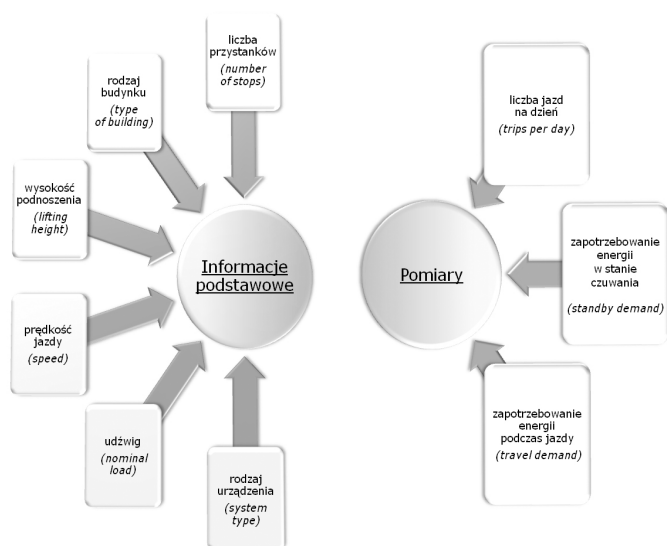 liczba
przystanków
(number
of stops)
rodzaj
budynku
(type
of building)
wysokość
podnoszenia
(lifting
height)
prędkość
jazdy
(speed)
udźwig
(nominal
load)
rodzaj
urządzenia
(system
type)
Informacje
podstawowe
liczba jazd
na dzień
(trips per day)
zapotrzebowanie
energii
w stanie
czuwania
(standby demand)
zapotrzebowanie
energii
podczas jazdy
(travel demand)
Pomiary